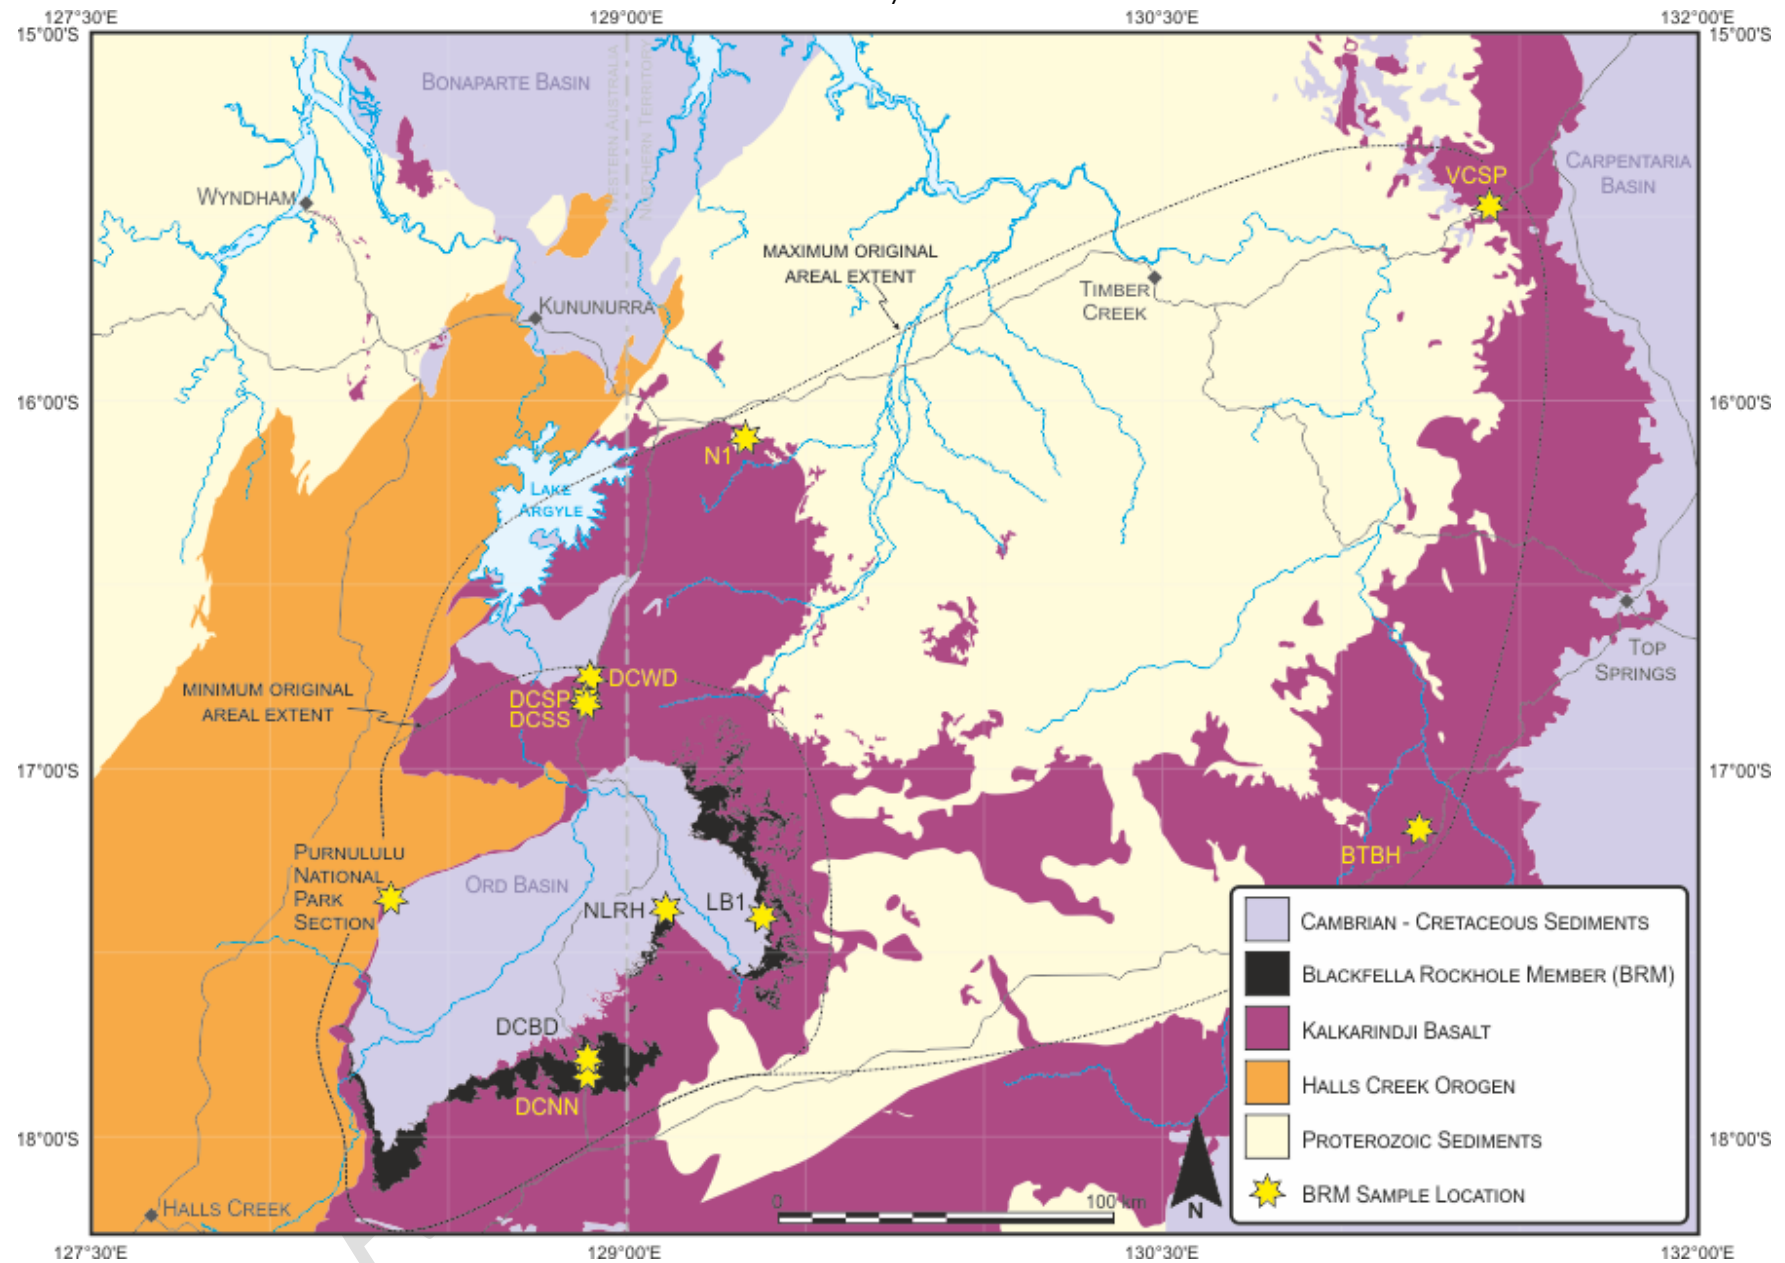 127°30'E 129°00'E 130°30'E 132°00'E
15°00'S 15°00'S
BONAPARTE BASIN
WESTERN AUSTRALIA
NORTHERN TERRITORY
CARPENTARIA
BASIN
VCSP
WYNDHAM
MAXIMUM ORIGINAL
AREAL EXTENT
TIMBER
CREEK
KUNUNURRA
16°00'S 16°00'S
N1
LAKE
ARGYLE
TOP
SPRINGS
DCWD
MINIMUM ORIGINAL
AREAL EXTENT
DCSP
DCSS
17°00'S 17°00'S
PURNULULU
NATIONAL
PARK
SECTION
ORD BASIN
NLRH
LB1
BTBH
CAMBRIAN - CRETACEOUS SEDIMENTS
BLACKFELLA ROCKHOLE MEMBER (BRM)
KALKARINDJI BASALT
HALLS CREEK OROGEN
PROTEROZOIC SEDIMENTS
BRM SAMPLE LOCATION
DCBD
DCNN
18°00'S 18°00'S
HALLS CREEK
0 100 km
N
127°30'E 129°00'E 130°30'E 132°00'E